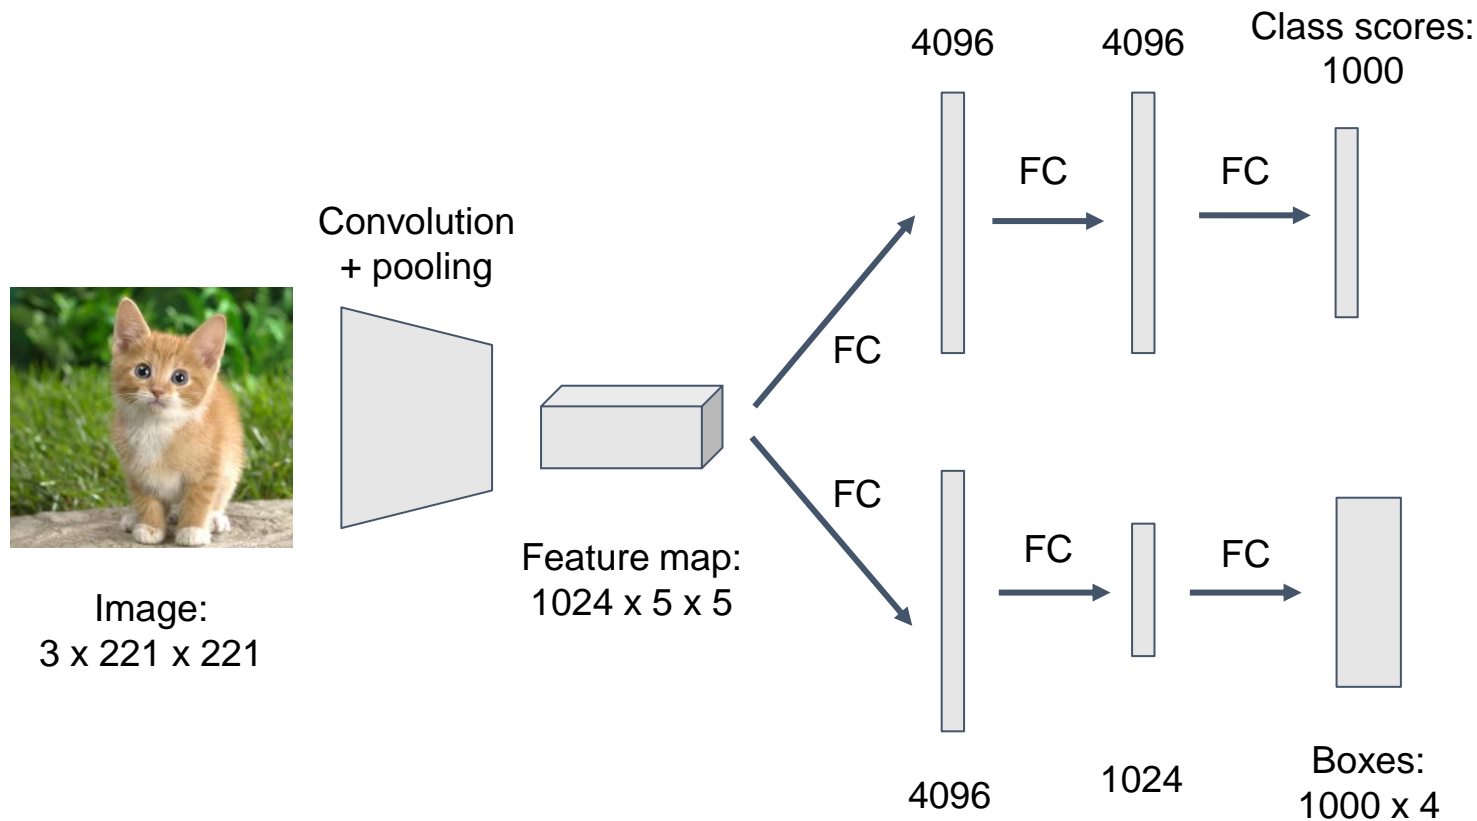 Image:
3 x 221 x 221
Convolution
+ pooling
Feature map:
1024 x 5 x 5
FC
4096
FC
4096
FC
Class scores:
1000
FC
4096
FC
1024
FC
Boxes:
1000 x 4